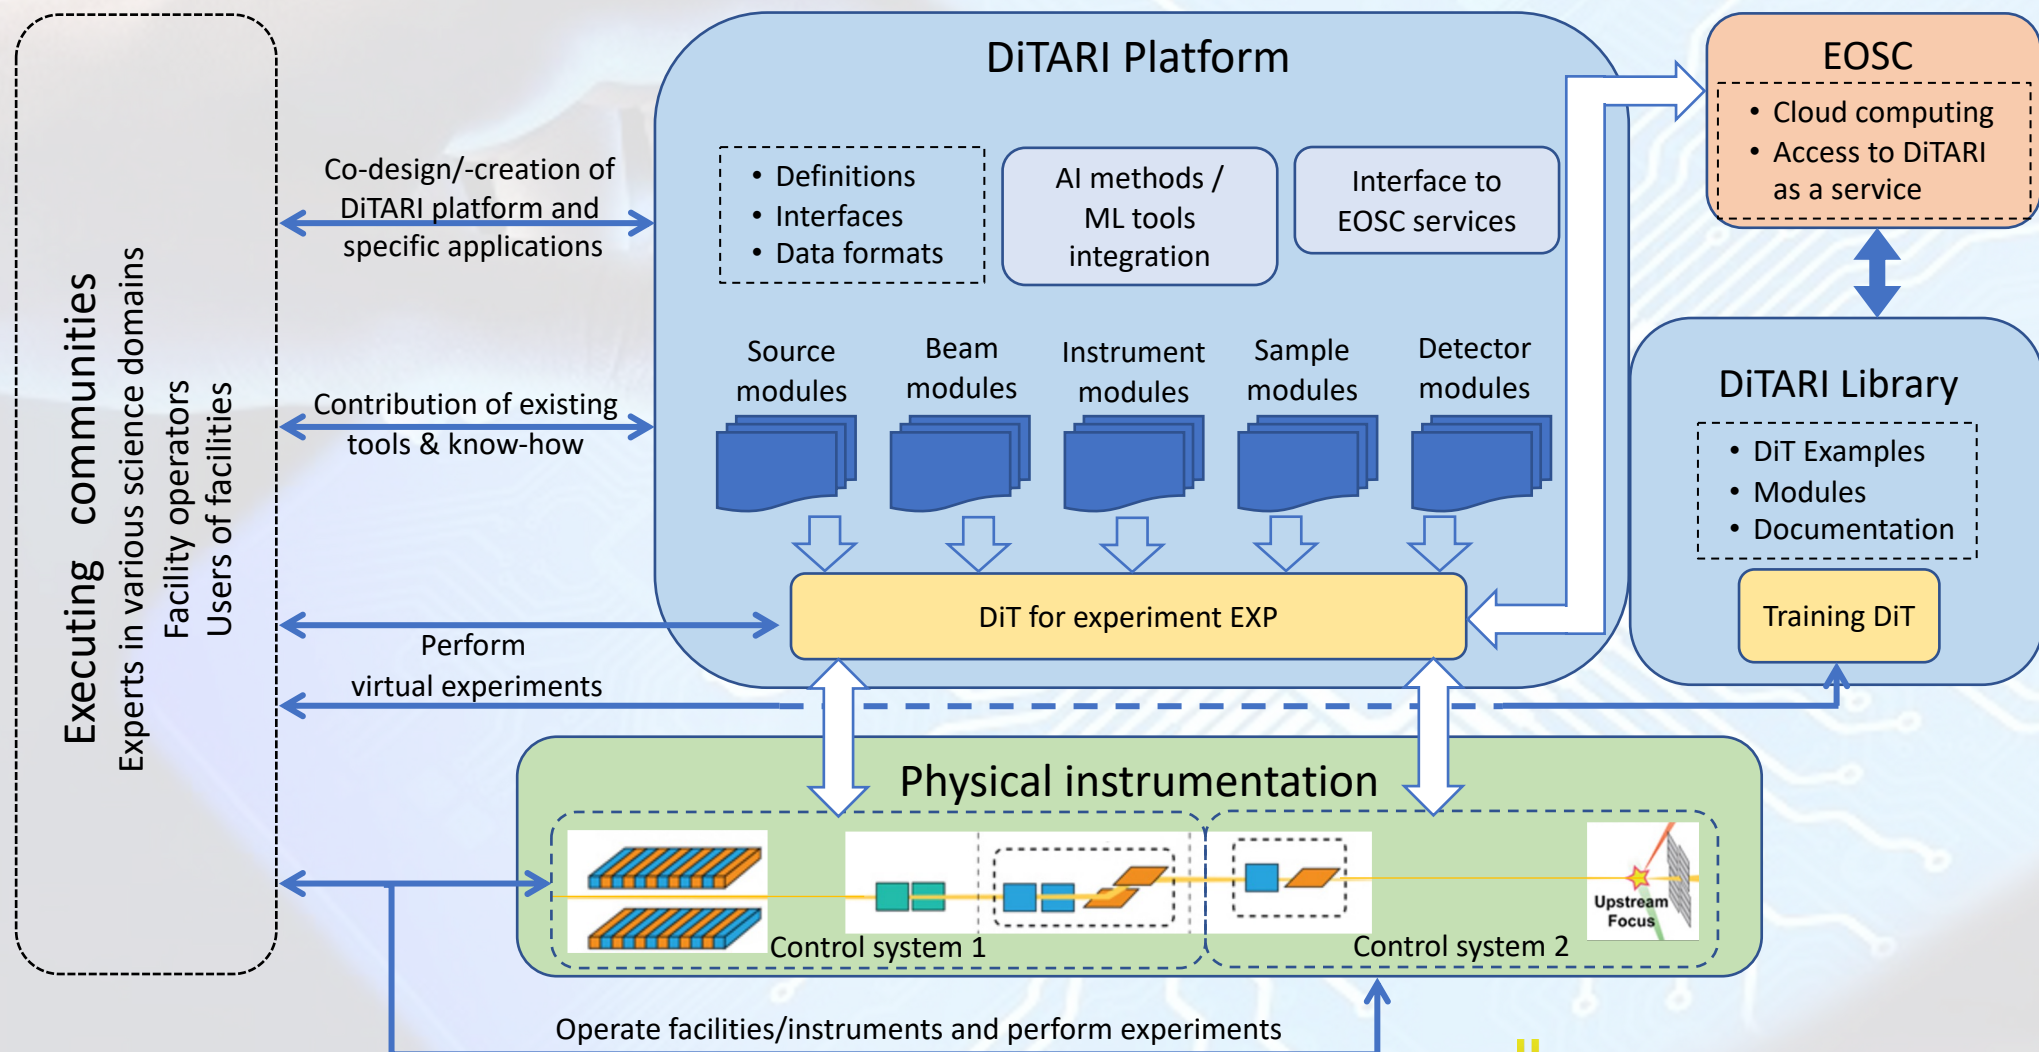 DiTARI Platform
EOSC
• Cloud computing
• Access to DiTARI
as a service
Co-design/-creation of
DiTARI platform and
specific applications
• Definitions
• Interfaces
• Data formats
AI methods /
ML tools
integration
Interface to
EOSC services
Executing communities
Experts in various science domains
Facility operators
Users of facilities
Source
modules
Beam
modules
Instrument
modules
Sample
modules
Detector
modules
DiTARI Library
• DiT Examples
• Modules
• Documentation
Training DiT
Contribution of existing
tools & know-how
DiT for experiment EXP
Perform
virtual experiments
Physical instrumentation
Upstream
Focus
Control system 1
Control system 2
Operate facilities/instruments and perform experiments